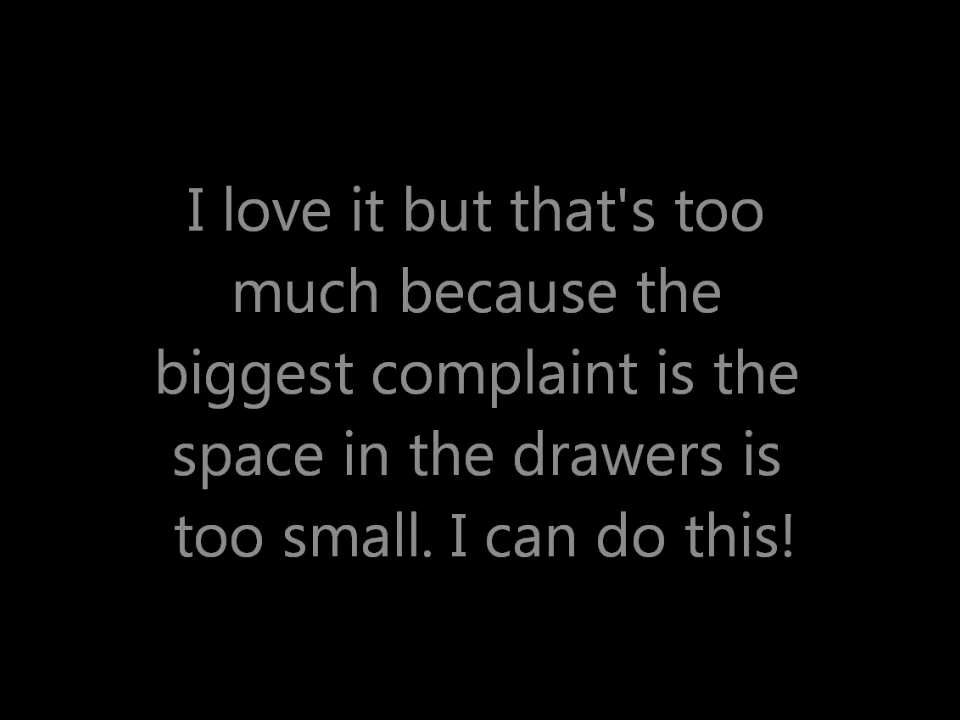 I love it but that's too
much because the
biggest complaint is the
space in the drawers is
too small. I can do this!